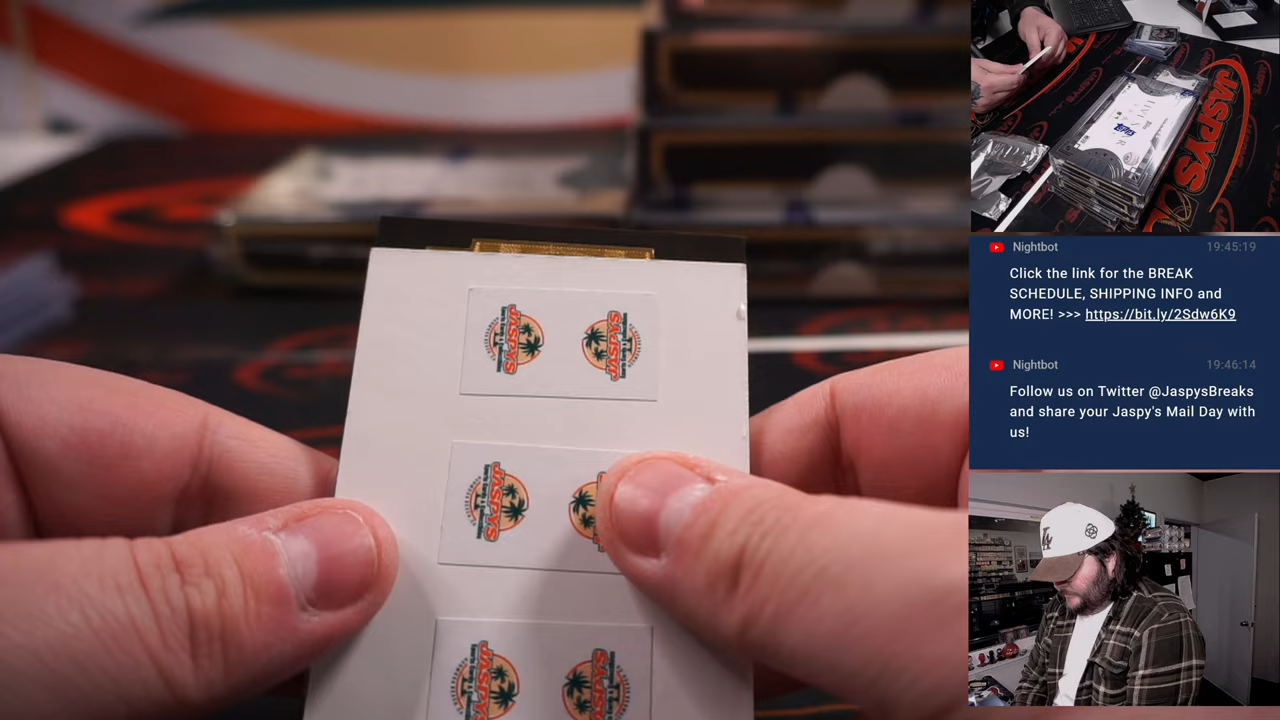 JASPYS
JASPYS
JASPYS
JASPYS
JASPYS
JASPYS
topps
Nightbot
19:45:19
Click the link for the BREAK
SCHEDULE, SHIPPING INFO and
MORE! >>> https://bit.ly/2Sdw6K9
Nightbot
19:46:14
Follow us on Twitter @JaspysBreaks
and share your Jaspy's Mail Day with
us!
LA